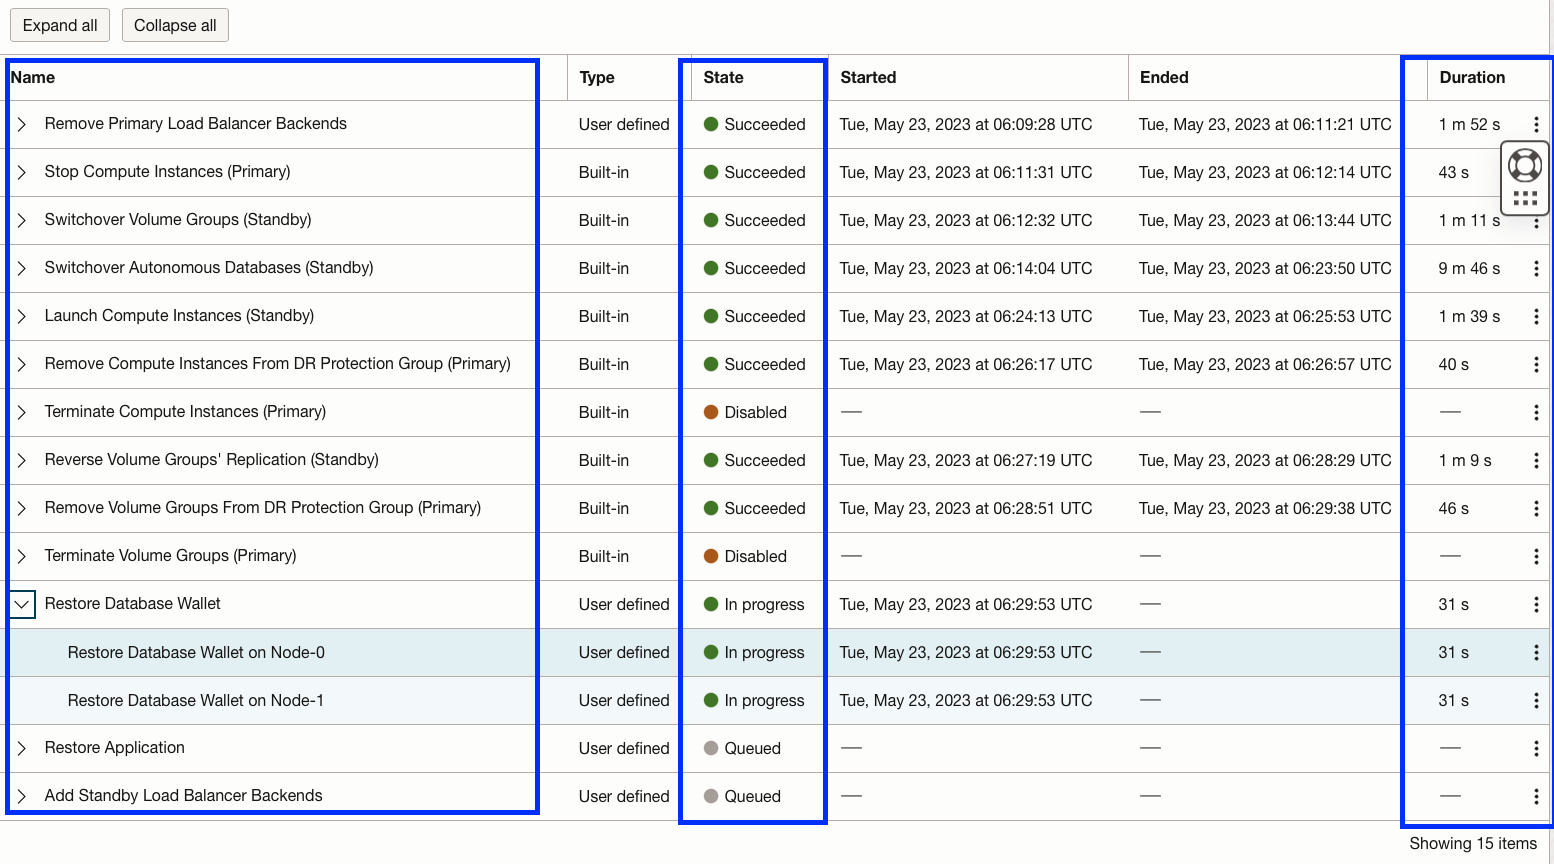 Expand all Collapse all
Name Type State Started Ended Duration
Remove Primary Load Balancer Backends User defined Succeeded Tue, May 23, 2023 at 06:09:28 UTC Tue, May 23, 2023 at 06:11:21 UTC 1 m 52 s
Stop Compute Instances (Primary) Built-in Succeeded Tue, May 23, 2023 at 06:11:31 UTC Tue, May 23, 2023 at 06:12:14 UTC 43 s
Switchover Volume Groups (Standby) Built-in Succeeded Tue, May 23, 2023 at 06:12:32 UTC Tue, May 23, 2023 at 06:13:44 UTC 1 m 11 s
Switchover Autonomous Databases (Standby) Built-in Succeeded Tue, May 23, 2023 at 06:14:04 UTC Tue, May 23, 2023 at 06:23:50 UTC 9 m 46 s
Launch Compute Instances (Standby) Built-in Succeeded Tue, May 23, 2023 at 06:24:13 UTC Tue, May 23, 2023 at 06:25:53 UTC 1 m 39 s
Remove Compute Instances From DR Protection Group (Primary) Built-in Succeeded Tue, May 23, 2023 at 06:26:17 UTC Tue, May 23, 2023 at 06:26:57 UTC 40 s
Terminate Compute Instances (Primary) Built-in Disabled — — —
Reverse Volume Groups' Replication (Standby) Built-in Succeeded Tue, May 23, 2023 at 06:27:19 UTC Tue, May 23, 2023 at 06:28:29 UTC 1 m 9 s
Remove Volume Groups From DR Protection Group (Primary) Built-in Succeeded Tue, May 23, 2023 at 06:28:51 UTC Tue, May 23, 2023 at 06:29:38 UTC 46 s
Terminate Volume Groups (Primary) Built-in Disabled — — —
Restore Database Wallet User defined In progress Tue, May 23, 2023 at 06:29:53 UTC — 31 s
Restore Database Wallet on Node-0 User defined In progress Tue, May 23, 2023 at 06:29:53 UTC — 31 s
Restore Database Wallet on Node-1 User defined In progress Tue, May 23, 2023 at 06:29:53 UTC — 31 s
Restore Application User defined Queued — — —
Add Standby Load Balancer Backends User defined Queued — — —
Showing 15 items